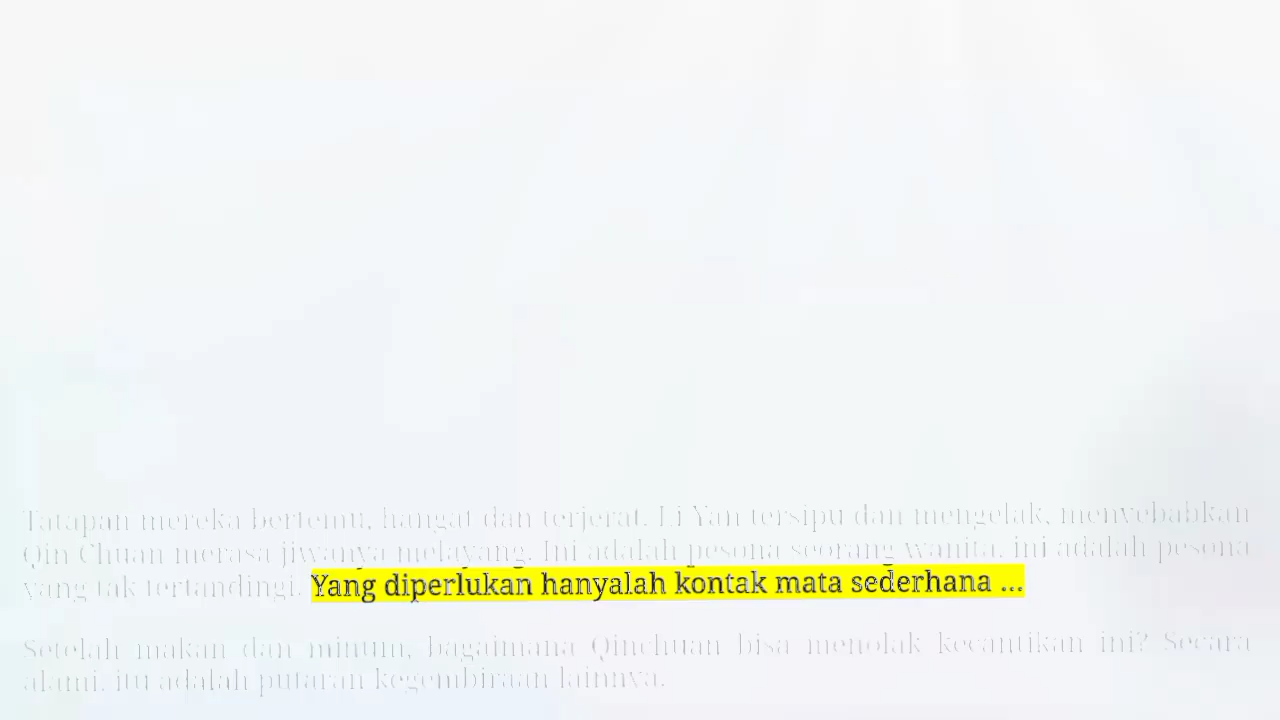 Tatapan mereka bertemu, hangat dan terjerat. Li Yan tersipu dan mengelak, menyebabkan
Qin Chuan merasa jiwanya melayang. Ini adalah pesona seorang wanita, ini adalah pesona
yang tak tertandingi. Yang diperlukan hanyalah kontak mata sederhana ...
Setelah makan dan minum, bagaimana Qinchuan bisa menolak kecantikan ini? Secara
alami, itu adalah putaran kegembiraan lainnya.